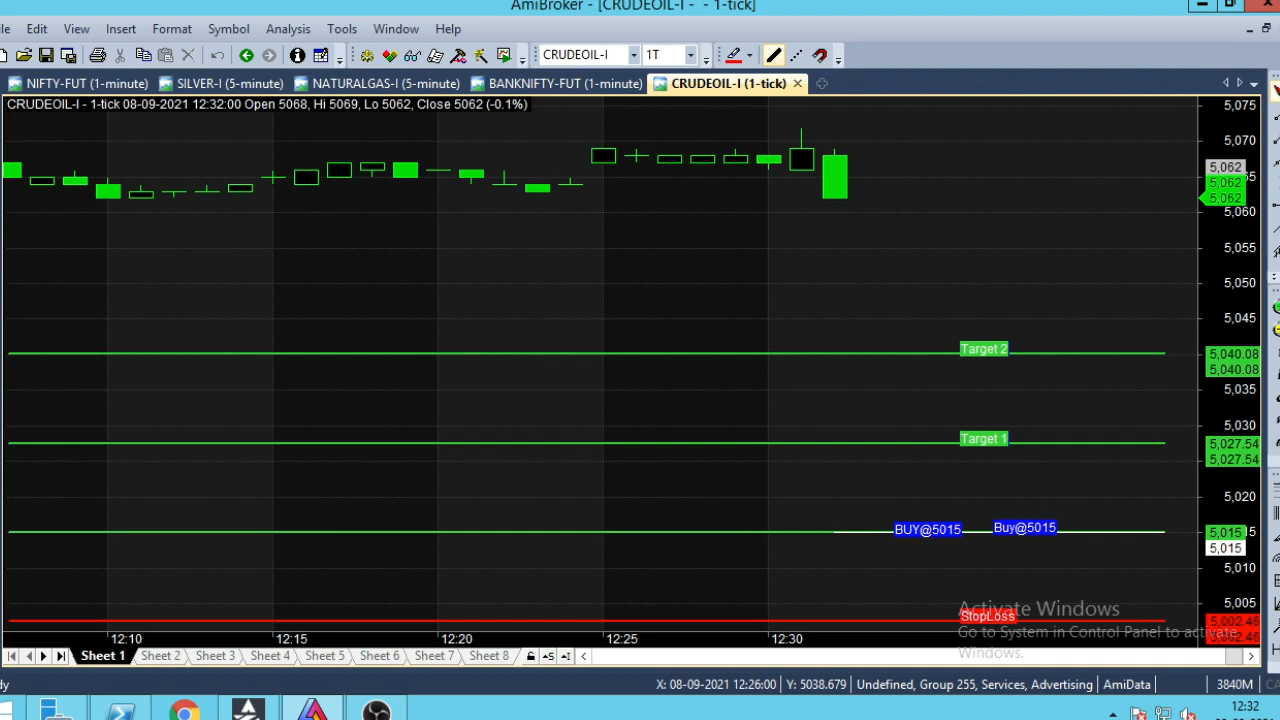 AmiBroker - [CRUDEOIL-I - - 1-tick]
le Edit View Insert Format Symbol Analysis Tools Window Help
CRUDEOIL-I 1T
NIFTY-FUT (1-minute) SILVER-I (5-minute) NATURALGAS-I (5-minute) BANKNIFTY-FUT (1-minute) CRUDEOIL-I (1-tick)
CRUDEOIL-I - 1-tick 08-09-2021 12:32:00 Open 5068, Hi 5069, Lo 5062, Close 5062 (-0.1%)
5,075
5,070
5,062
5,062
5,062
5,060
5,055
5,050
5,045
Target 2
5,040.08
5,040.08
5,035
5,030
Target 1
5,027.54
5,027.54
5,020
BUY@5015 Buy@5015
5,015
5,015
5,010
5,005
Activate Windows
StopLoss
5,002.46
Go to System in Control Panel to activate
5,002.46
Windows.
12:10 12:15 12:20 12:25 12:30
Sheet 1 Sheet 2 Sheet 3 Sheet 4 Sheet 5 Sheet 6 Sheet 7 Sheet 8
dy X: 08-09-2021 12:26:00 Y: 5038.679 Undefined, Group 255, Services, Advertising AmiData 3840M
12:32